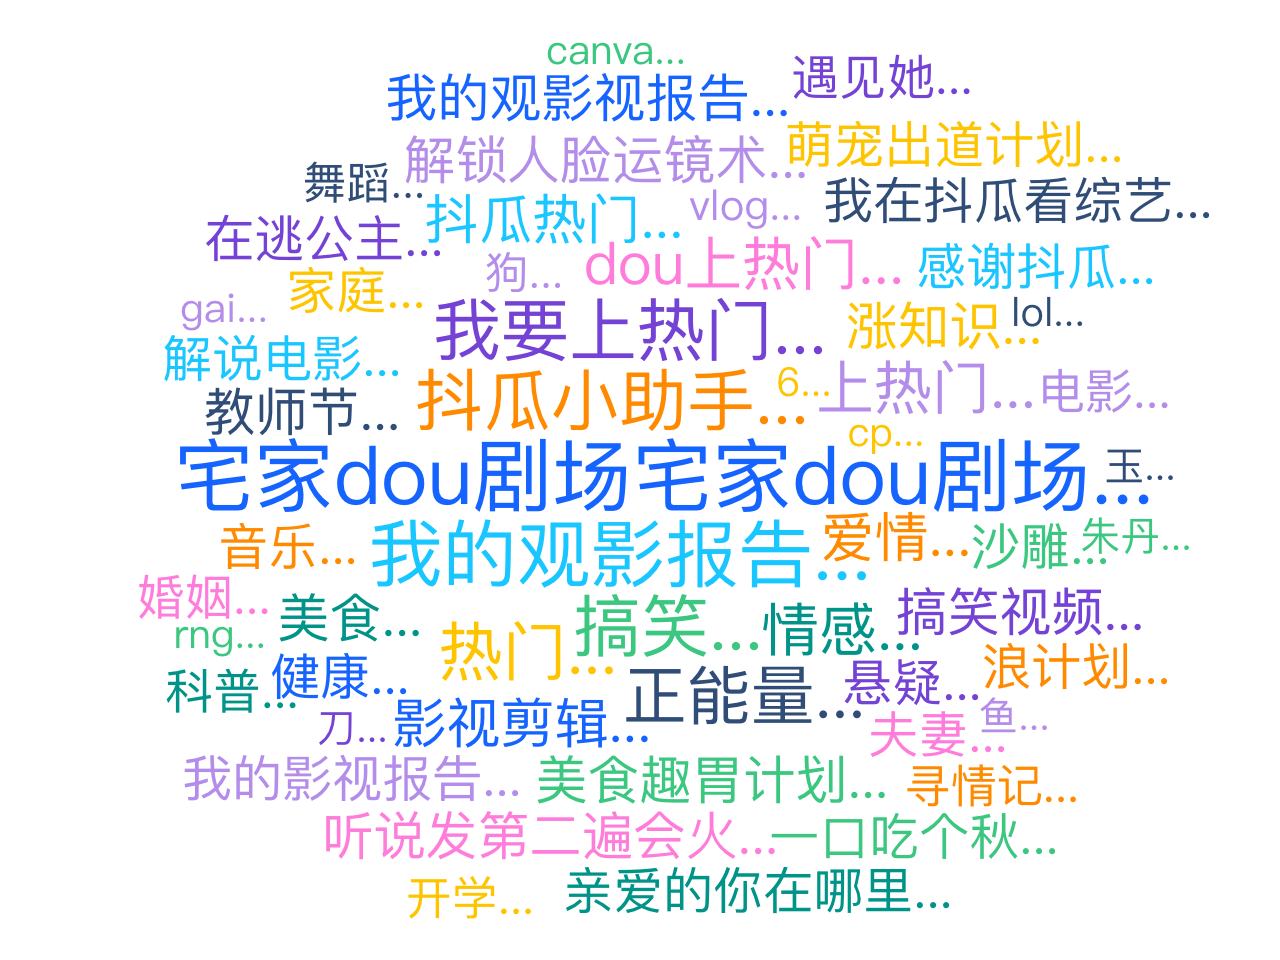 canva...
我的观影视报告...
遇见她...
解锁人脸运镜术...
萌宠出道计划...
舞蹈...
抖瓜热门...
vlog...
我在抖瓜看综艺...
在逃公主...
狗...
dou上热门...
感谢抖瓜...
gai...
家庭...
我要上热门...
涨知识...
lol...
解说电影...
抖瓜小助手...
6...
上热门...
电影...
教师节...
cp...
宅家dou剧场宅家dou剧场...
玉...
音乐...
我的观影报告...
爱情...
沙雕...
朱丹...
婚姻...
美食...
搞笑...
情感...
搞笑视频...
rng...
热门...
科普...
健康...
正能量...
悬疑...
浪计划...
刀...
影视剪辑...
夫妻...
鱼...
我的影视报告...
美食趣胃计划...
寻情记...
听说发第二遍会火...
一口吃个秋...
开学...
亲爱的你在哪里...